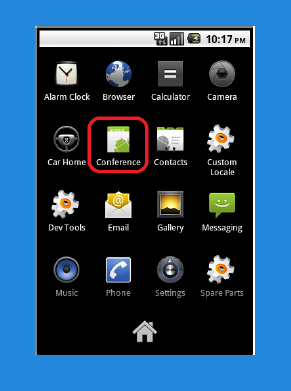 3G 10:17 PM
Alarm Clock Browser Calculator Camera
Car Home Conference Contacts Custom
Locale
Dev Tools Email Gallery Messaging
Music Phone Settings Spare Parts